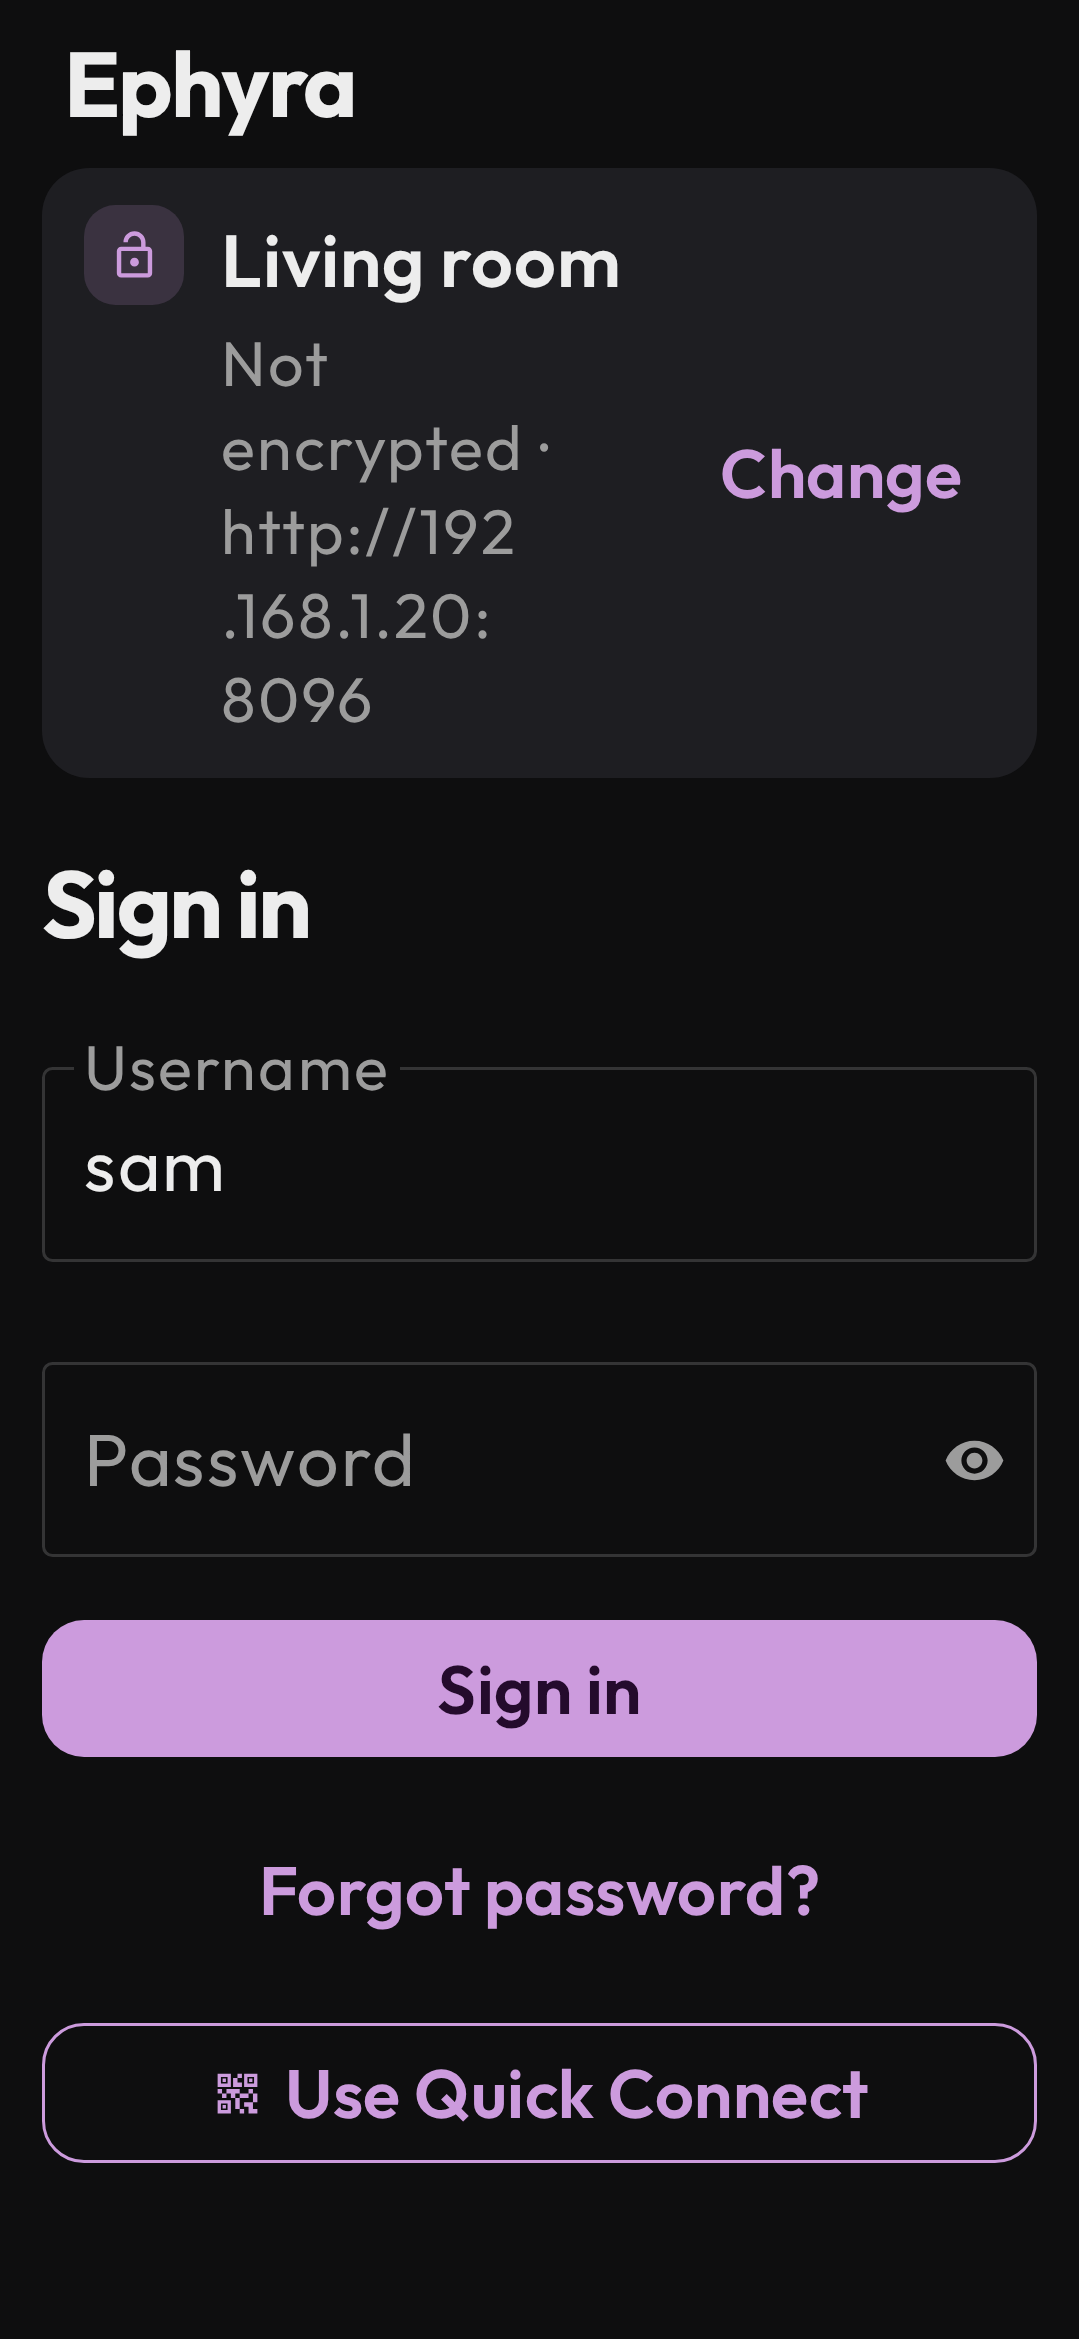 Ephyra
Living room
Not
encrypted ·
http://192
.168.1.20:
8096
Change
Sign in
Username
sam
Password
Sign in
Forgot password?
Use Quick Connect